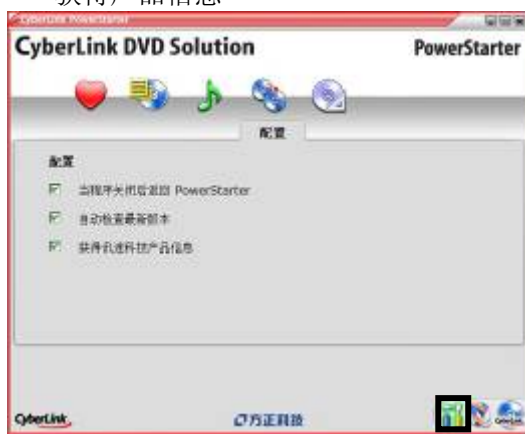 获得产品信息
CyberLink PowerStarter
CyberLink DVD Solution
PowerStarter
配置
配置
当程序关闭后返回 PowerStarter
自动检查最新版本
获得讯连科技产品信息
CyberLink
方正科技